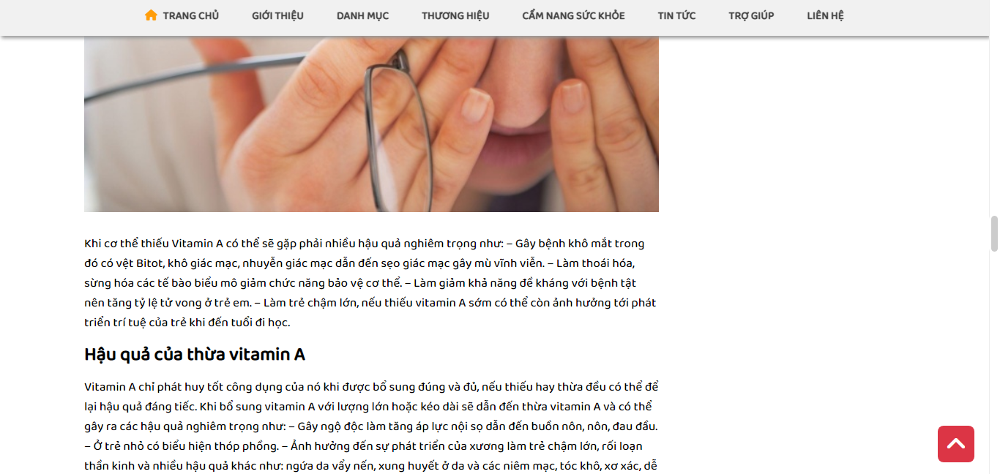 TRANG CHỦ GIỚI THIỆU DANH MỤC THƯƠNG HIỆU CẨM NANG SỨC KHỎE TIN TỨC TRỢ GIÚP LIÊN HỆ
Khi cơ thể thiếu Vitamin A có thể sẽ gặp phải nhiều hậu quả nghiêm trọng như: – Gây bệnh khô mắt trong
đó có vệt Bitot, khô giác mạc, nhuyễn giác mạc dẫn đến sẹo giác mạc gây mù vĩnh viễn. – Làm thoái hóa,
sừng hóa các tế bào biểu mô giảm chức năng bảo vệ cơ thể. – Làm giảm khả năng đề kháng với bệnh tật
nên tăng tỷ lệ tử vong ở trẻ em. – Làm trẻ chậm lớn, nếu thiếu vitamin A sớm có thể còn ảnh hưởng tới phát
triển trí tuệ của trẻ khi đến tuổi đi học.
Hậu quả của thừa vitamin A
Vitamin A chỉ phát huy tốt công dụng của nó khi được bổ sung đúng và đủ, nếu thiếu hay thừa đều có thể để
lại hậu quả đáng tiếc. Khi bổ sung vitamin A với lượng lớn hoặc kéo dài sẽ dẫn đến thừa vitamin A và có thể
gây ra các hậu quả nghiêm trọng như: – Gây ngộ độc làm tăng áp lực nội sọ dẫn đến buồn nôn, nôn, đau đầu.
– Ở trẻ nhỏ có biểu hiện thóp phồng. – Ảnh hưởng đến sự phát triển của xương làm trẻ chậm lớn, rối loạn
thần kinh và nhiều hậu quả khác như: ngứa da vẩy nến, xung huyết ở da và các niêm mạc, tóc khô, xơ xác, dễ